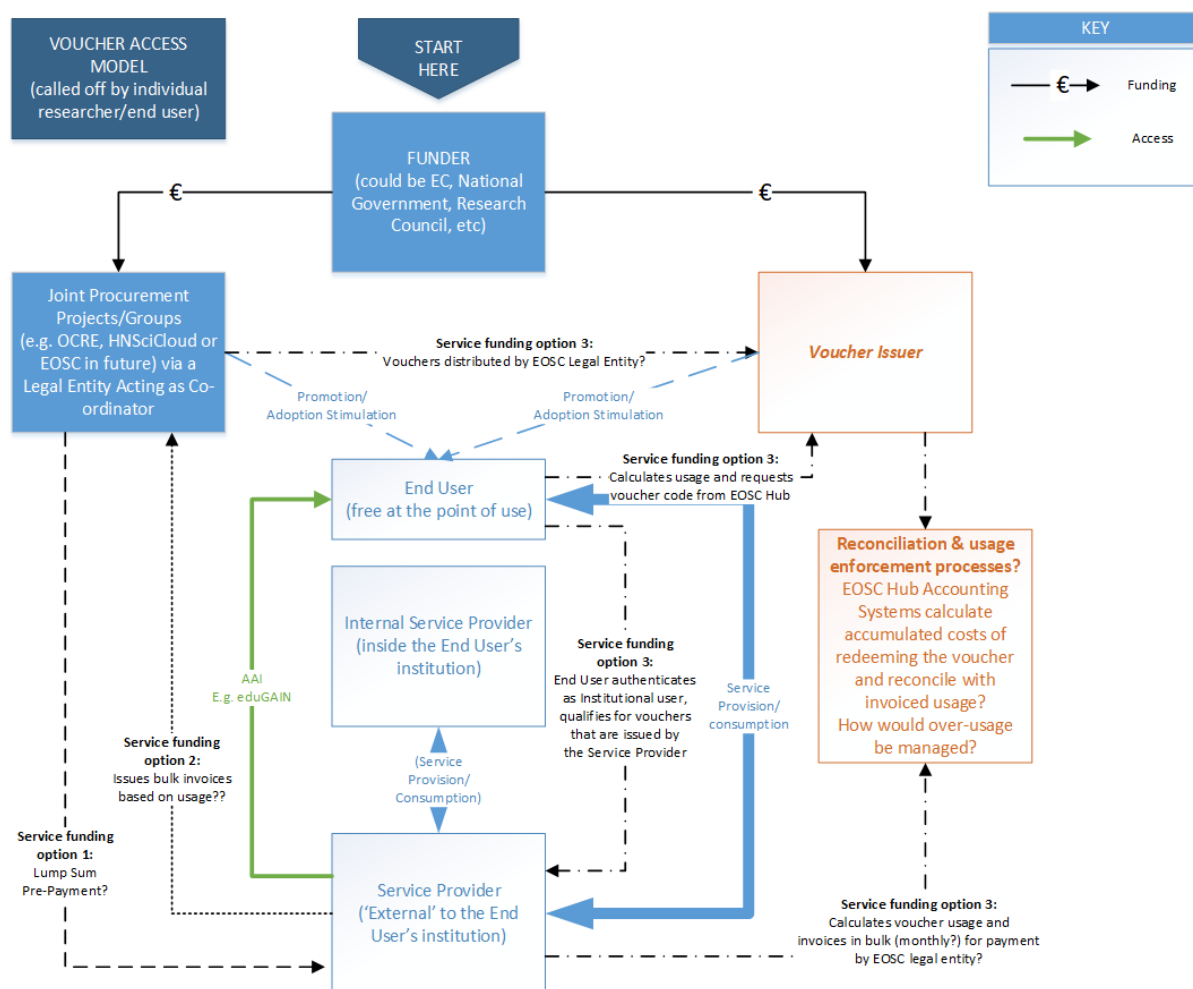 VOUCHER ACCESS
MODEL
(called off by individual
researcher/end user)
START
HERE
KEY
€
Funding
Access
FUNDER
(could be EC, National
Government, Research
Council, etc)
€
€
Joint Procurement
Projects/Groups
(e.g. OCRE, HNSciCloud or
EOSC in future) via a
Legal Entity Acting as Co-
ordinator
Service funding option 3:
Vouchers distributed by EOSC Legal Entity?
Voucher Issuer
Promotion/
Adoption Stimulation
Promotion/
Adoption Stimulation
Service funding option 3:
Calculates usage and requests
voucher code from EOSC Hub
End User
(free at the point of use)
Internal Service Provider
(inside the End User's
institution)
Service funding
option 3:
End User authenticates
as Institutional user,
qualifies for vouchers
that are issued by
the Service Provider
Service
Provision/
consumption
Reconciliation & usage
enforcement processes?
EOSC Hub Accounting
Systems calculate
accumulated costs of
redeeming the voucher
and reconcile with
invoiced usage?
How would over-usage
be managed?
AAI
E.g. eduGAIN
Service funding
option 2:
Issues bulk invoices
based on usage??
(Service
Provision/
Consumption)
Service funding
option 1:
Lump Sum
Pre-Payment?
Service Provider
('External' to the End
User's institution)
Service funding option 3:
Calculates voucher usage and
invoices in bulk (monthly?) for payment
by EOSC legal entity?